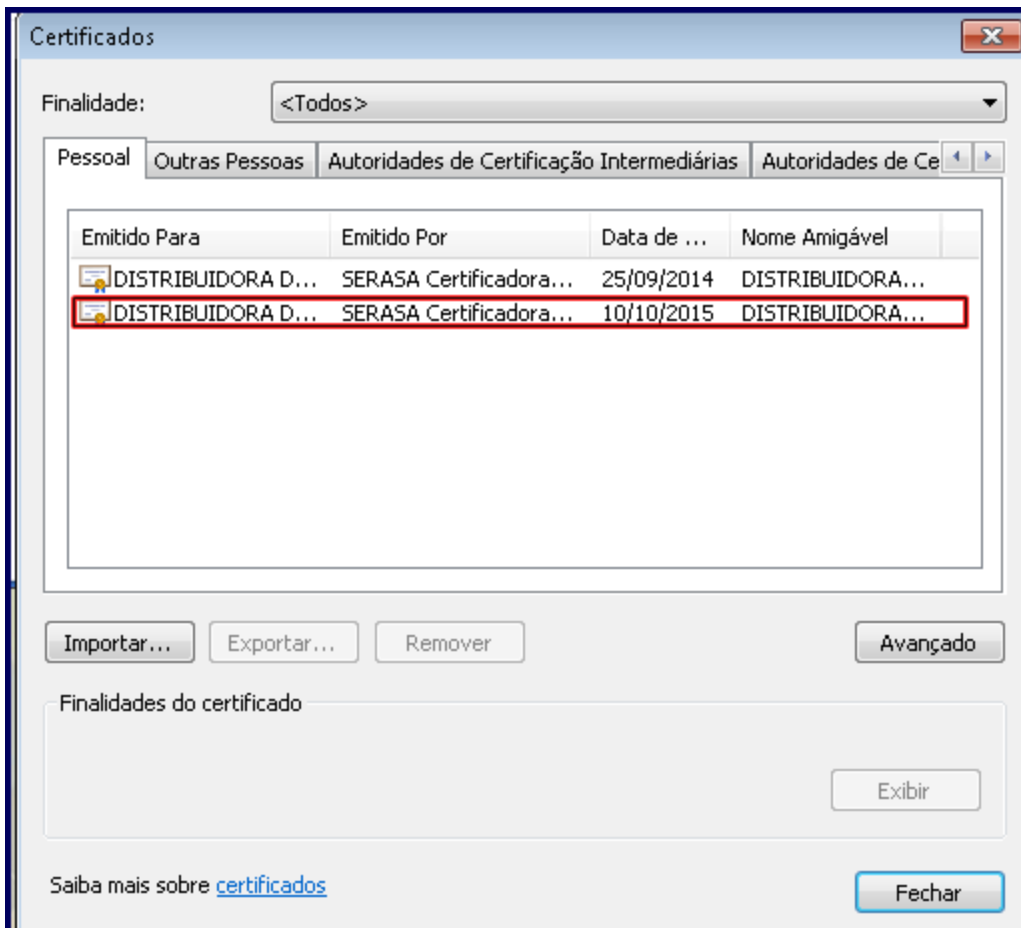 Certificados
Finalidade: <Todos>
Pessoal Outras Pessoas Autoridades de Certificação Intermediárias Autoridades de Ce
Emitido Para Emitido Por Data de ... Nome Amigável
DISTRIBUIDORA D... SERASA Certificadora... 25/09/2014 DISTRIBUIDORA...
DISTRIBUIDORA D... SERASA Certificadora... 10/10/2015 DISTRIBUIDORA...
Importar... Exportar... Remover Avançado
Finalidades do certificado
Exibir
Saiba mais sobre certificados
Fechar